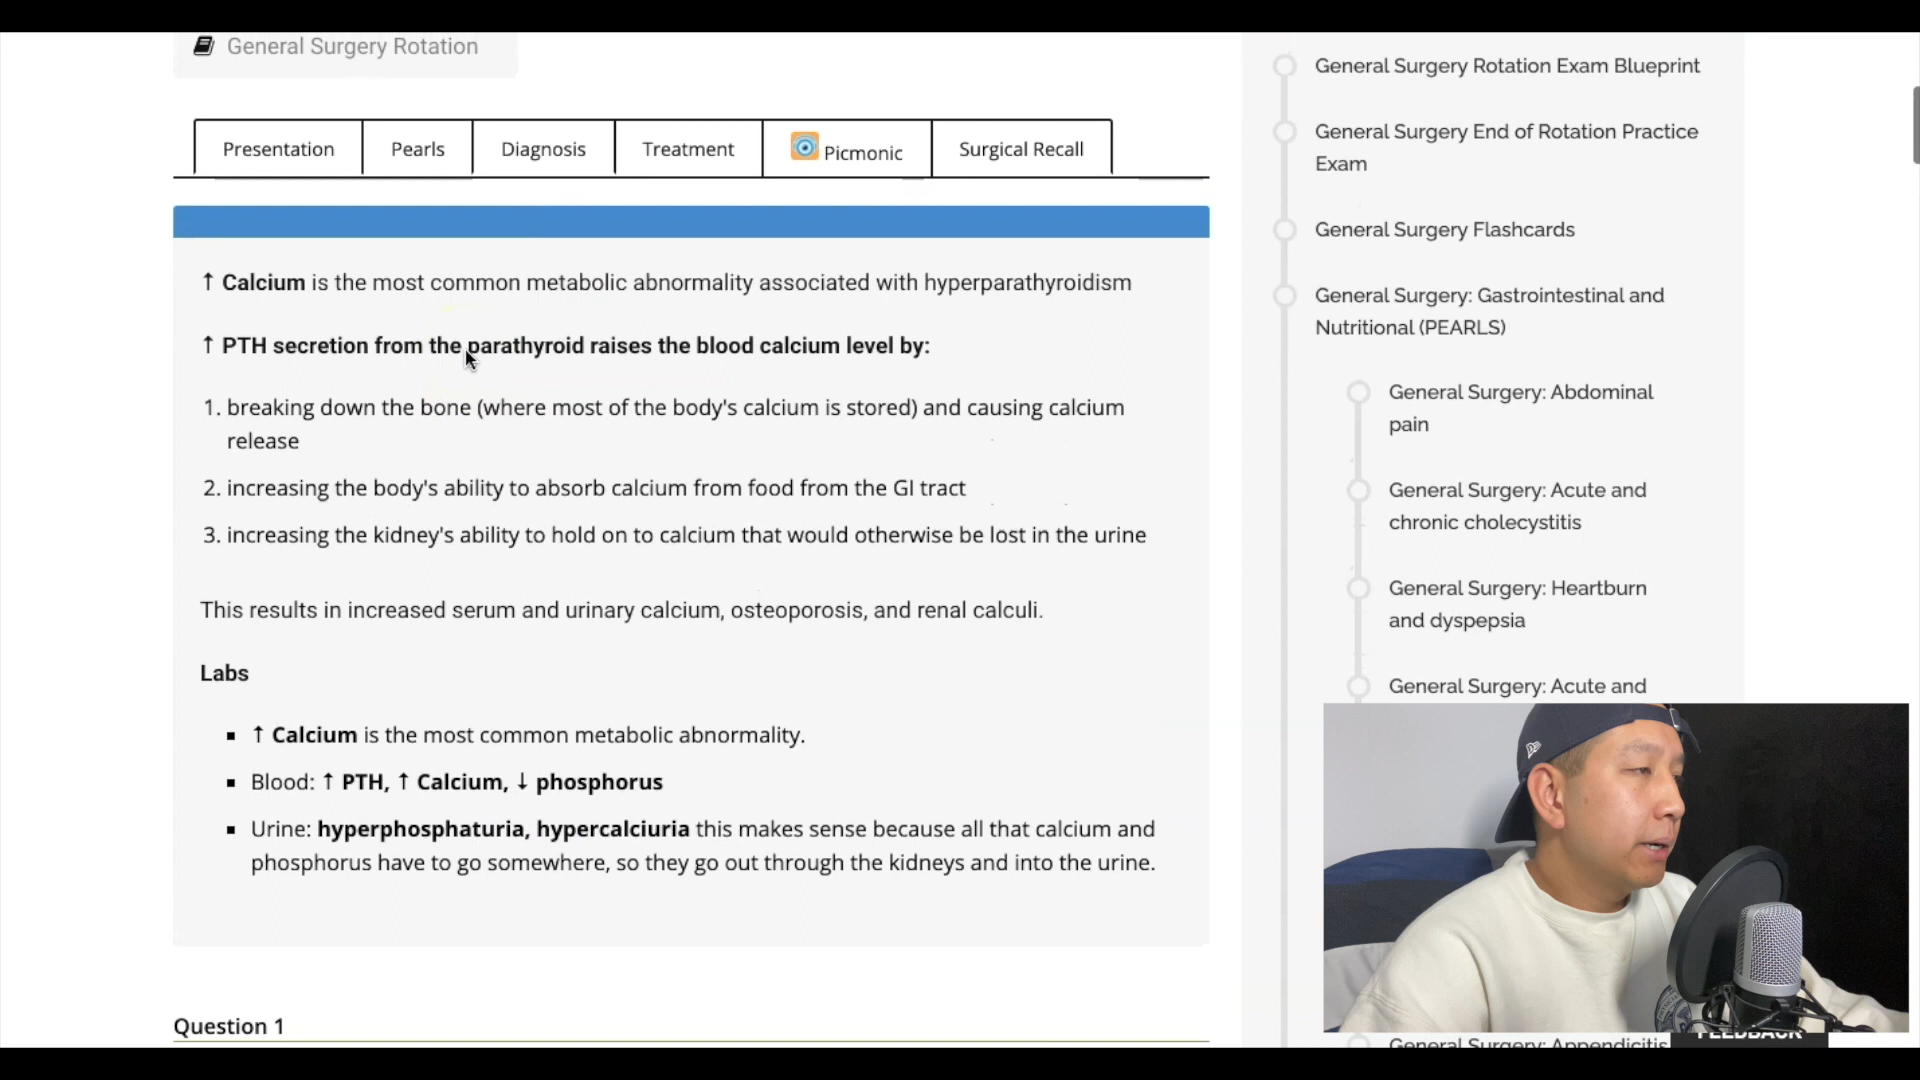 General Surgery Rotation
Presentation
Pearls
Diagnosis
Treatment
Picmonic
Surgical Recall
↑ Calcium is the most common metabolic abnormality associated with hyperparathyroidism
↑ PTH secretion from the parathyroid raises the blood calcium level by:
1. breaking down the bone (where most of the body's calcium is stored) and causing calcium
release
2. increasing the body's ability to absorb calcium from food from the GI tract
3. increasing the kidney's ability to hold on to calcium that would otherwise be lost in the urine
This results in increased serum and urinary calcium, osteoporosis, and renal calculi.
Labs
▪ ↑ Calcium is the most common metabolic abnormality.
▪ Blood: ↑ PTH, ↑ Calcium, ↓ phosphorus
▪ Urine: hyperphosphaturia, hypercalciuria this makes sense because all that calcium and
phosphorus have to go somewhere, so they go out through the kidneys and into the urine.
Question 1
General Surgery Rotation Exam Blueprint
General Surgery End of Rotation Practice
Exam
General Surgery Flashcards
General Surgery: Gastrointestinal and
Nutritional (PEARLS)
General Surgery: Abdominal
pain
General Surgery: Acute and
chronic cholecystitis
General Surgery: Heartburn
and dyspepsia
General Surgery: Acute and
General Surgery: Appendicitis
FEEDBACK